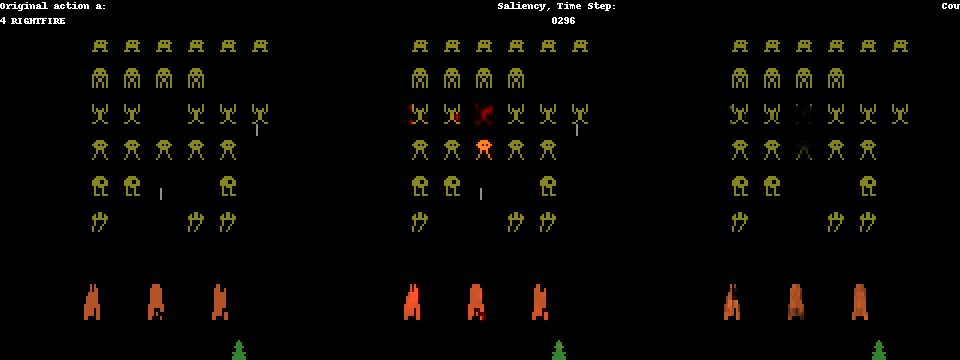 Original action a:
4 RIGHTFIRE
Saliency, Time Step:
0296
Cou